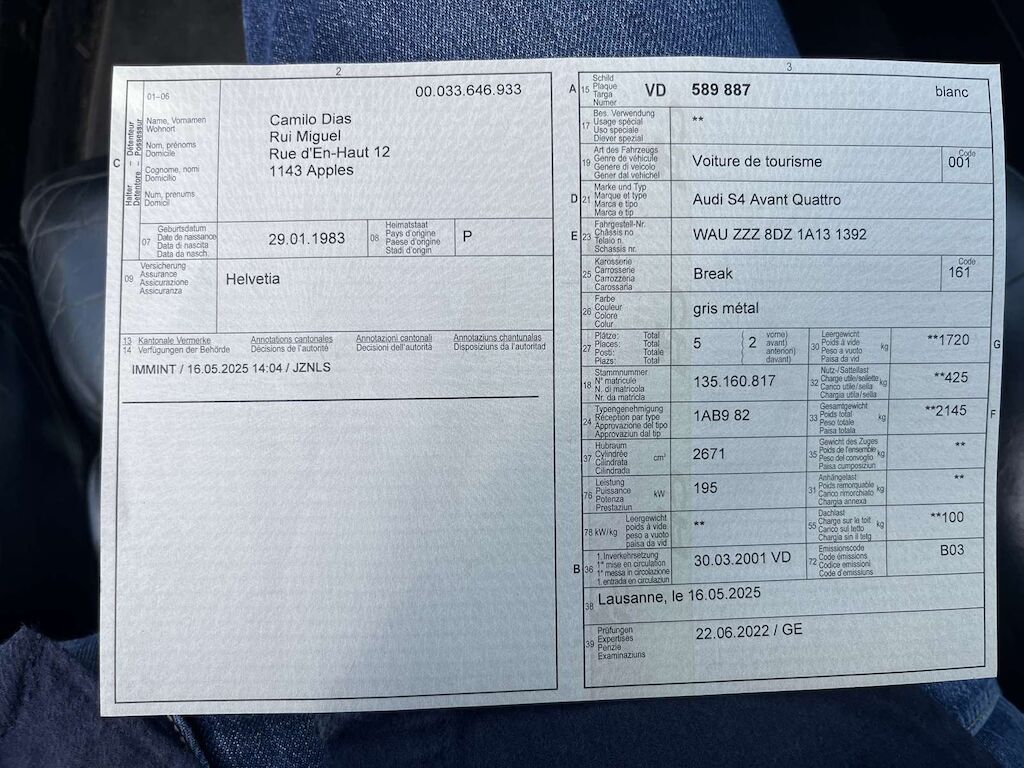 2
00.033.646.933
01–06
C
Halter – Détenteur
Detentore – Possessur
Name, Vornamen
Wohnort
Nom, prénoms
Domicile
Cognome, nomi
Domicilio
Num, prenums
Domicil
Camilo Dias
Rui Miguel
Rue d'En-Haut 12
1143 Apples
07
Geburtsdatum
Date de naissance
Data di nascita
Data da nasch.
29.01.1983
08
Heimatstaat
Pays d'origine
Paese d'origine
Stadi d'origin
P
09
Versicherung
Assurance
Assicurazione
Assicuranza
Helvetia
13 Kantonale Vermerke Annotations cantonales Annotazioni cantonali Annotaziuns chantunalas
14 Verfügungen der Behörde Décisions de l'autorité Decisioni dell'autorità Disposiziuns da l'autoritad
IMMINT / 16.05.2025 14:04 / JZNLS
3
A 15
Schild
Plaque
Targa
Numer
VD 589 887 blanc
17
Bes. Verwendung
Usage spécial
Uso speciale
Diever spezial
**
19
Art des Fahrzeugs
Genre de véhicule
Genere di veicolo
Gener dal vehichel
Voiture de tourisme
Code
001
D 21
Marke und Typ
Marque et type
Marca e tipo
Marca e tip
Audi S4 Avant Quattro
E 23
Fahrgestell-Nr.
Châssis no
Telaio n.
Schassis nr.
WAU ZZZ 8DZ 1A13 1392
25
Karosserie
Carrosserie
Carrozzeria
Carossaria
Break
Code
161
26
Farbe
Couleur
Colore
Colur
gris métal
27
Plätze: Total
Places: Total
Posti: Totale
Plazs: Total
5
2
vorne)
avant)
anteriori)
davant)
30
Leergewicht
Poids à vide
Peso a vuoto
Paisa da vid
kg
**1720
G
18
Stammnummer
N° matricule
N. di matricola
Nr. da matricla
135.160.817
32
Nutz-/Sattellast
Charge utile/sellette
Carico utile/sella
Chargia utila/sella
kg
**425
24
Typengenehmigung
Réception par type
Approvazione del tipo
Approvaziun dal tip
1AB9 82
33
Gesamtgewicht
Poids total
Peso totale
Paisa totala
kg
**2145
F
37
Hubraum
Cylindrée
Cilindrata
Cilindrada
cm³
2671
35
Gewicht des Zuges
Poids de l'ensemble
Peso del convoglio
Paisa cumposiziun
kg
**
76
Leistung
Puissance
Potenza
Prestaziun
kW
195
31
Anhängelast
Poids remorquable
Carico rimorchiato
Chargia annexa
kg
**
78 kW/kg
Leergewicht
poids à vide
peso a vuoto
paisa da vid
**
55
Dachlast
Charge sur le toit
Carico sul tetto
Chargia sin il tetg
kg
**100
B 36
1. Inverkehrsetzung
1re mise en circulation
1a messa in circolazione
1. entrada en circulaziun
30.03.2001 VD
72
Emissionscode
Code émissions
Codice emissioni
Code d'emissiuns
B03
38
Lausanne, le 16.05.2025
39
Prüfungen
Expertises
Perizie
Examinaziuns
22.06.2022 / GE